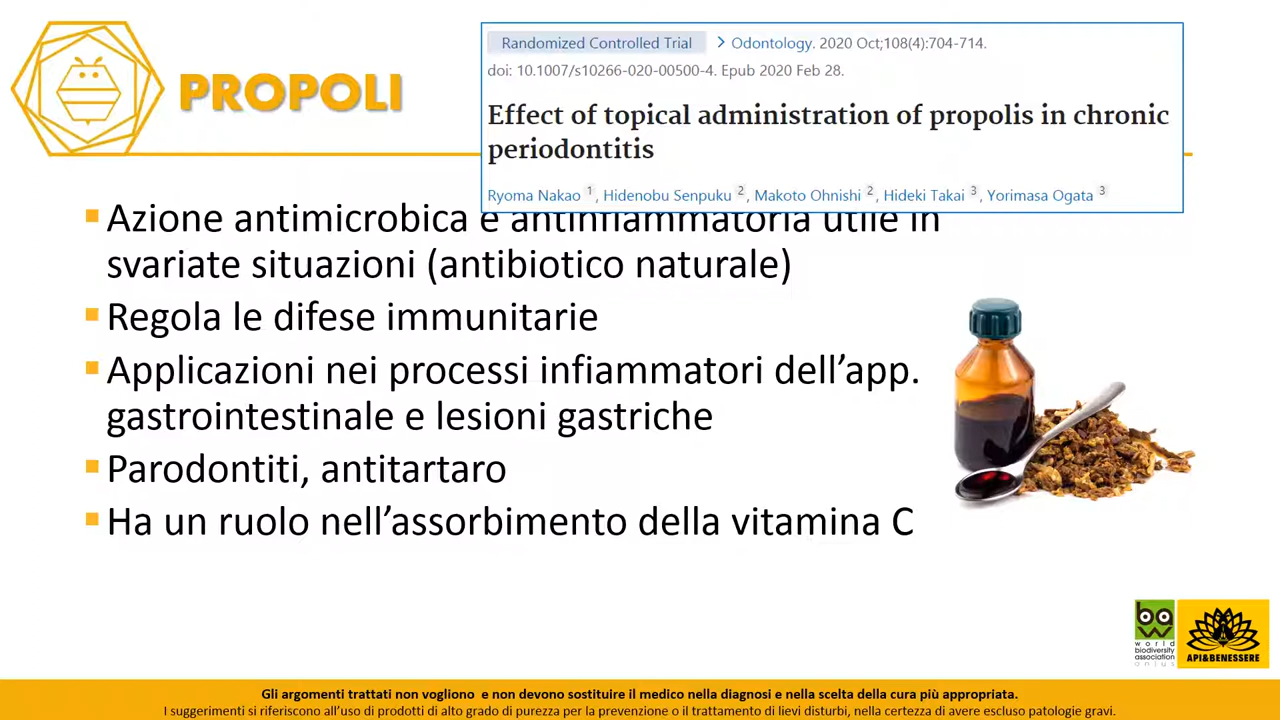 PROPOLI
Randomized Controlled Trial > Odontology. 2020 Oct;108(4):704-714.
doi: 10.1007/s10266-020-00500-4. Epub 2020 Feb 28.
Effect of topical administration of propolis in chronic
periodontitis
Ryoma Nakao 1, Hidenobu Senpuku 2, Makoto Ohnishi 2, Hideki Takai 3, Yorimasa Ogata 3
Azione antimicrobica e antinfiammatoria utile in
svariate situazioni (antibiotico naturale)
Regola le difese immunitarie
Applicazioni nei processi infiammatori dell’app.
gastrointestinale e lesioni gastriche
Parodontiti, antitartaro
Ha un ruolo nell’assorbimento della vitamina C
baw
world
biodiversity
association
onlus
API&BENESSERE
Gli argomenti trattati non vogliono e non devono sostituire il medico nella diagnosi e nella scelta della cura più appropriata.
I suggerimenti si riferiscono all’uso di prodotti di alto grado di purezza per la prevenzione o il trattamento di lievi disturbi, nella certezza di avere escluso patologie gravi.